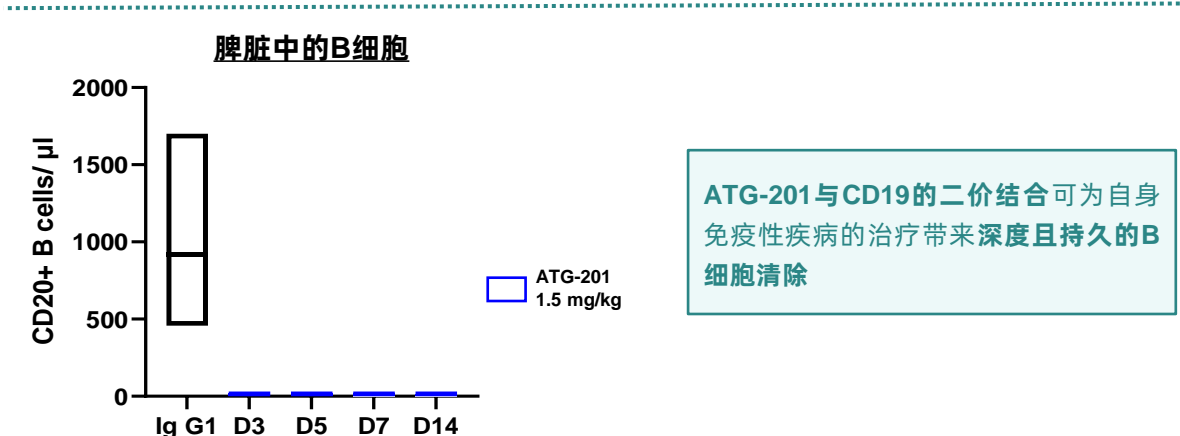 脾脏中的B细胞
CD20+ B cells/ μl
2000
1500
1000
500
0
Ig G1 D3 D5 D7 D14
ATG-201
1.5 mg/kg
ATG-201与CD19的二价结合可为自身
免疫性疾病的治疗带来深度且持久的B
细胞清除